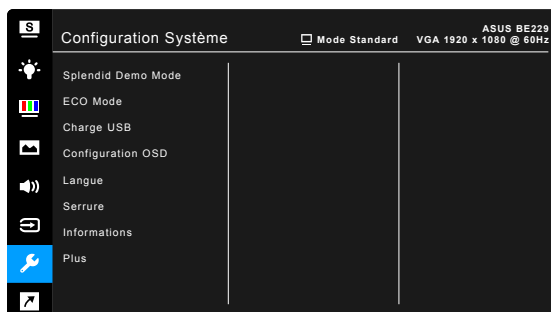 S
ASUS BE229
Configuration Système
Mode Standard
VGA 1920 x 1080 @ 60Hz
Splendid Demo Mode
ECO Mode
Charge USB
Configuration OSD
Langue
Serrure
Informations
Plus